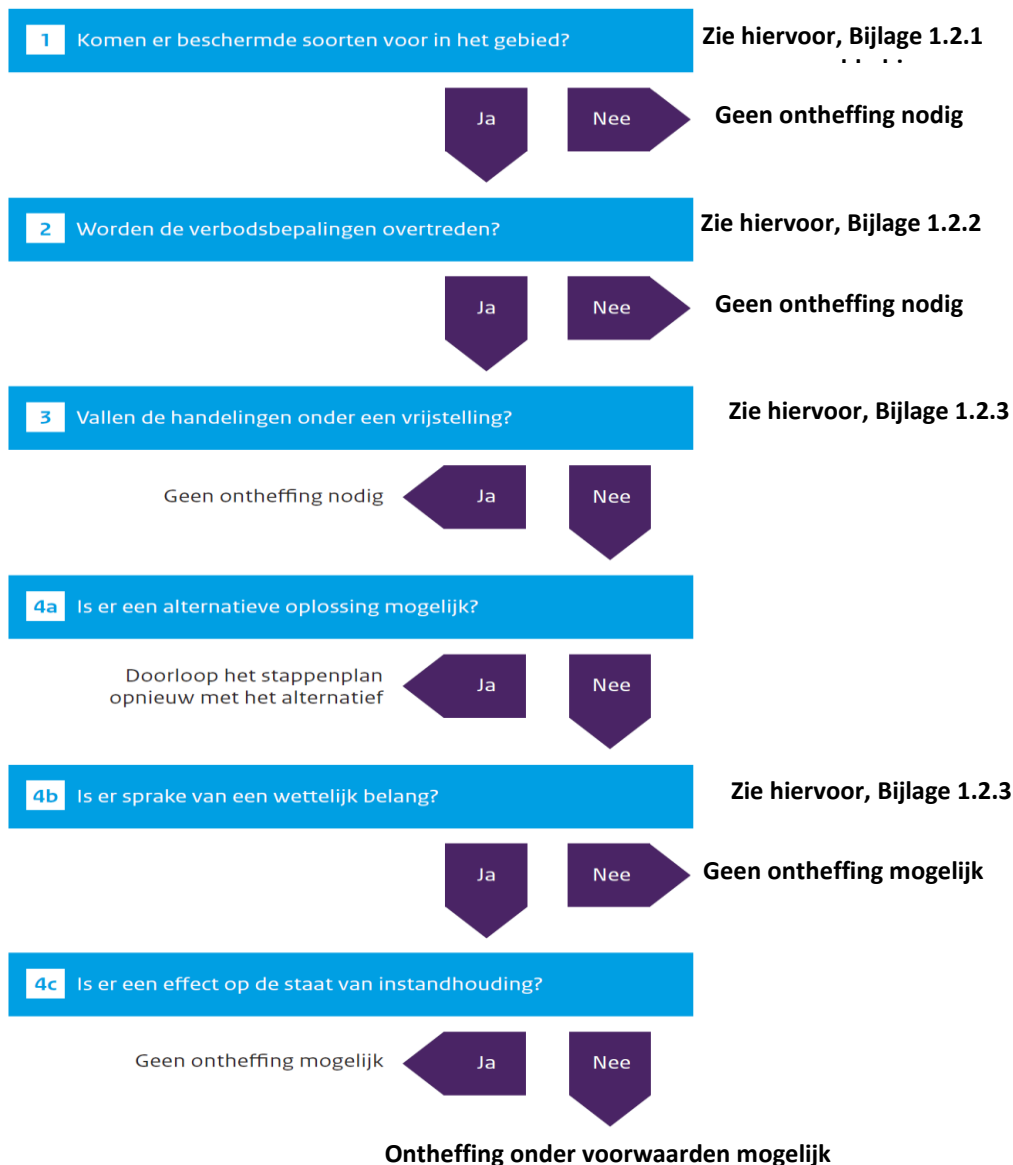 1 Komen er beschermde soorten voor in het gebied? Zie hiervoor, Bijlage 1.2.1
Ja Nee Geen ontheffing nodig
2 Worden de verbodsbepalingen overtreden? Zie hiervoor, Bijlage 1.2.2
Ja Nee Geen ontheffing nodig
3 Vallen de handelingen onder een vrijstelling? Zie hiervoor, Bijlage 1.2.3
Geen ontheffing nodig Ja Nee
4a Is er een alternatieve oplossing mogelijk?
Doorloop het stappenplan
opnieuw met het alternatief Ja Nee
4b Is er sprake van een wettelijk belang? Zie hiervoor, Bijlage 1.2.3
Ja Nee Geen ontheffing mogelijk
4c Is er een effect op de staat van instandhouding?
Geen ontheffing mogelijk Ja Nee
Ontheffing onder voorwaarden mogelijk